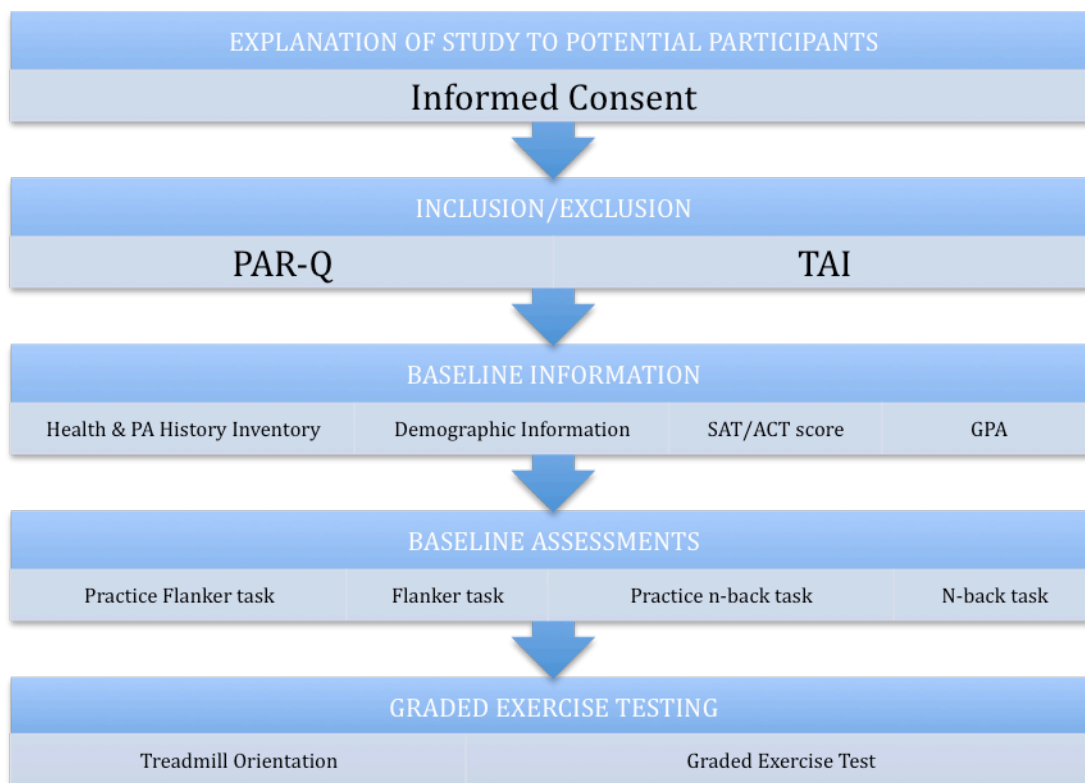 EXPLANATION OF STUDY TO POTENTIAL PARTICIPANTS
Informed Consent
INCLUSION/EXCLUSION
PAR-Q TAI
BASELINE INFORMATION
Health & PA History Inventory Demographic Information SAT/ACT score GPA
BASELINE ASSESSMENTS
Practice Flanker task Flanker task Practice n-back task N-back task
GRADED EXERCISE TESTING
Treadmill Orientation Graded Exercise Test